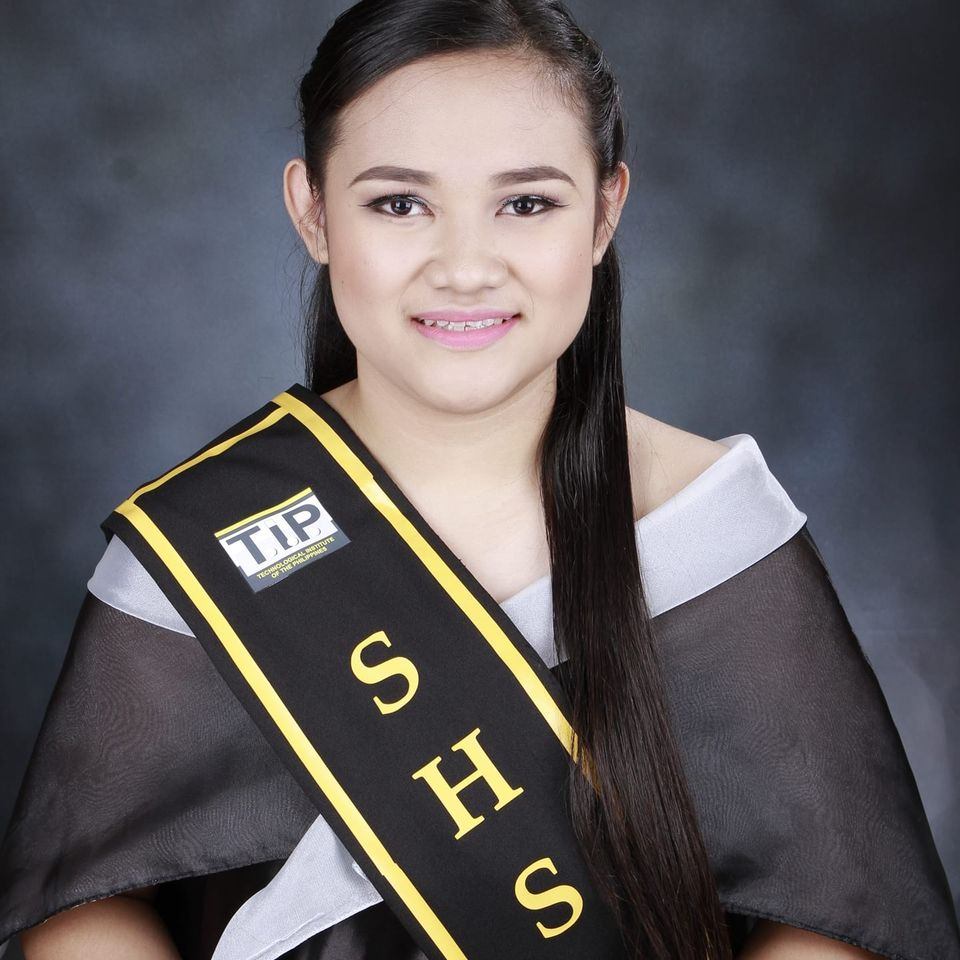 T.I.P
TECHNOLOGICAL INSTITUTE
OF THE PHILIPPINES
S
H
S